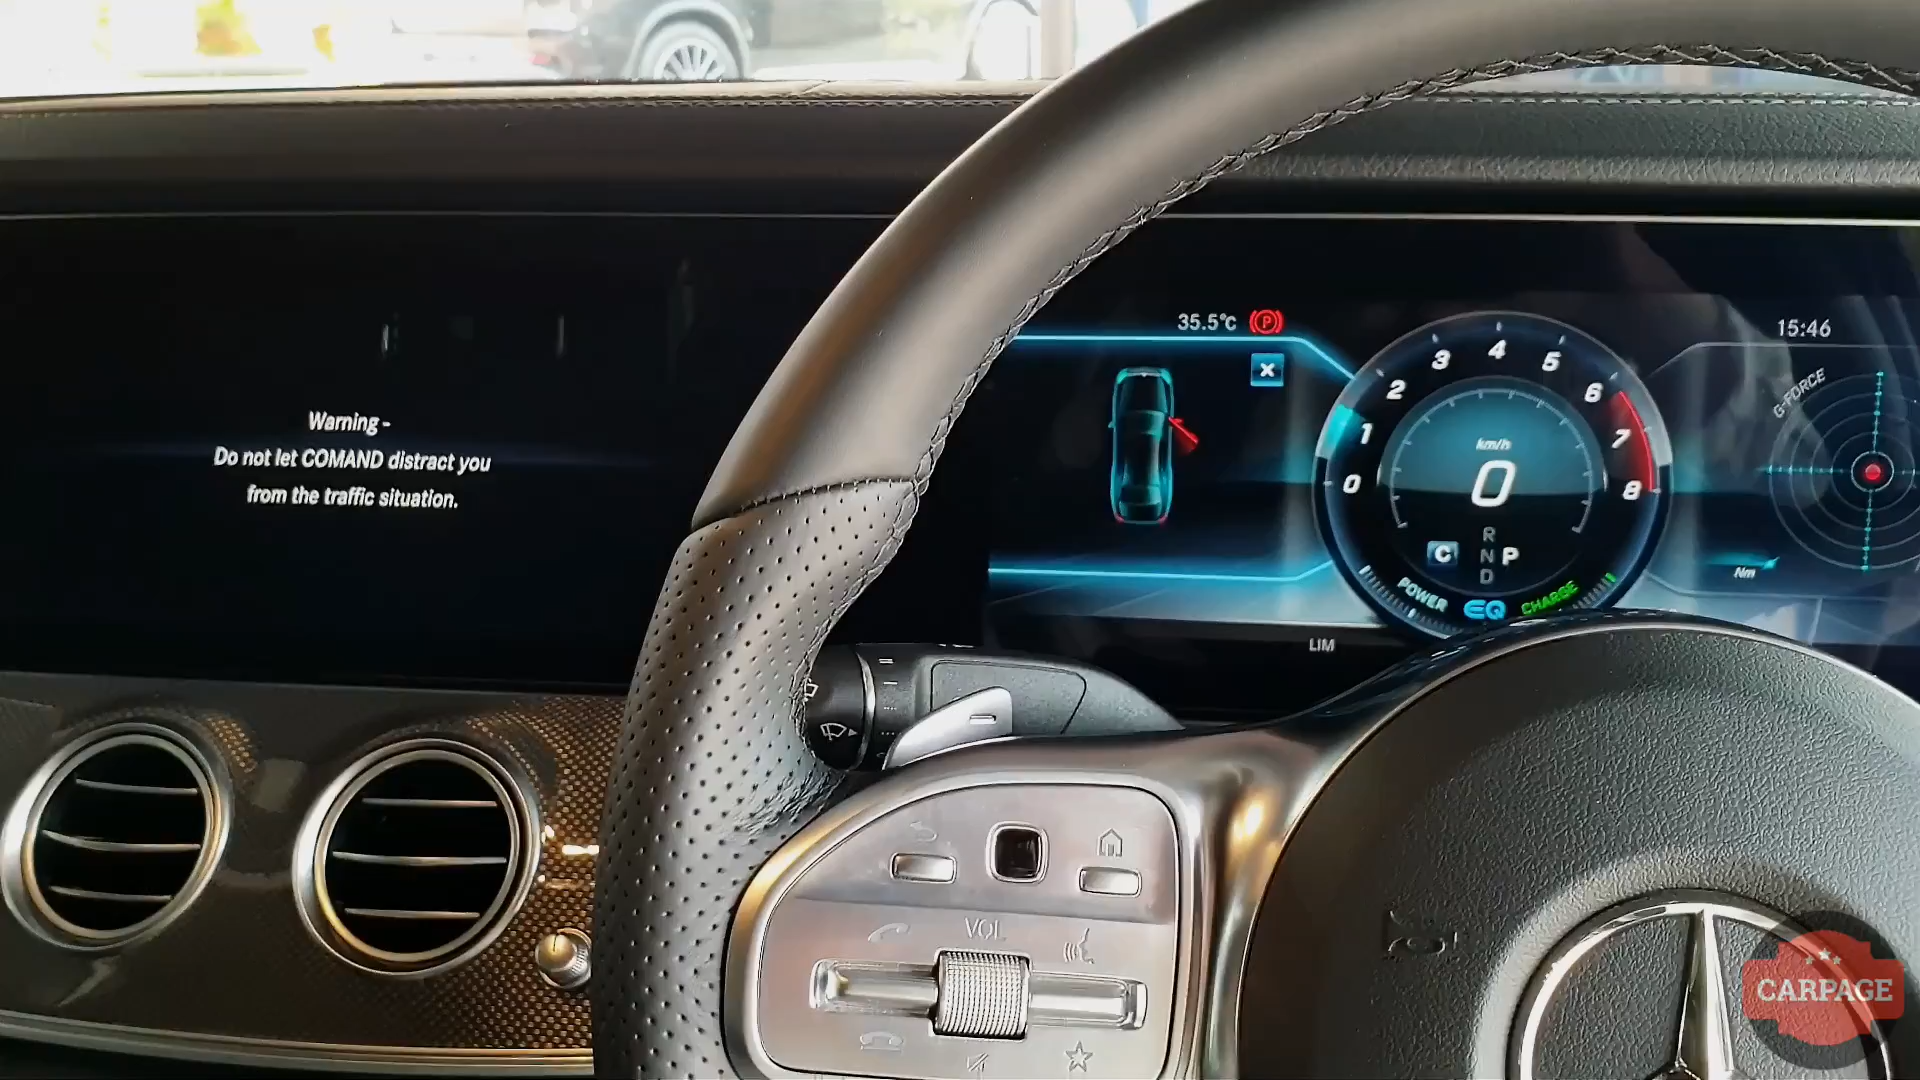 Warning -
Do not let COMAND distract you
from the traffic situation.
35.5°C
P
x
15:46
G-FORCE
0
1
2
3
4
5
6
7
8
km/h
0
R
N P
D
C
POWER
EQ
CHARGE
Nm
LIM
VOL
CARPAGE